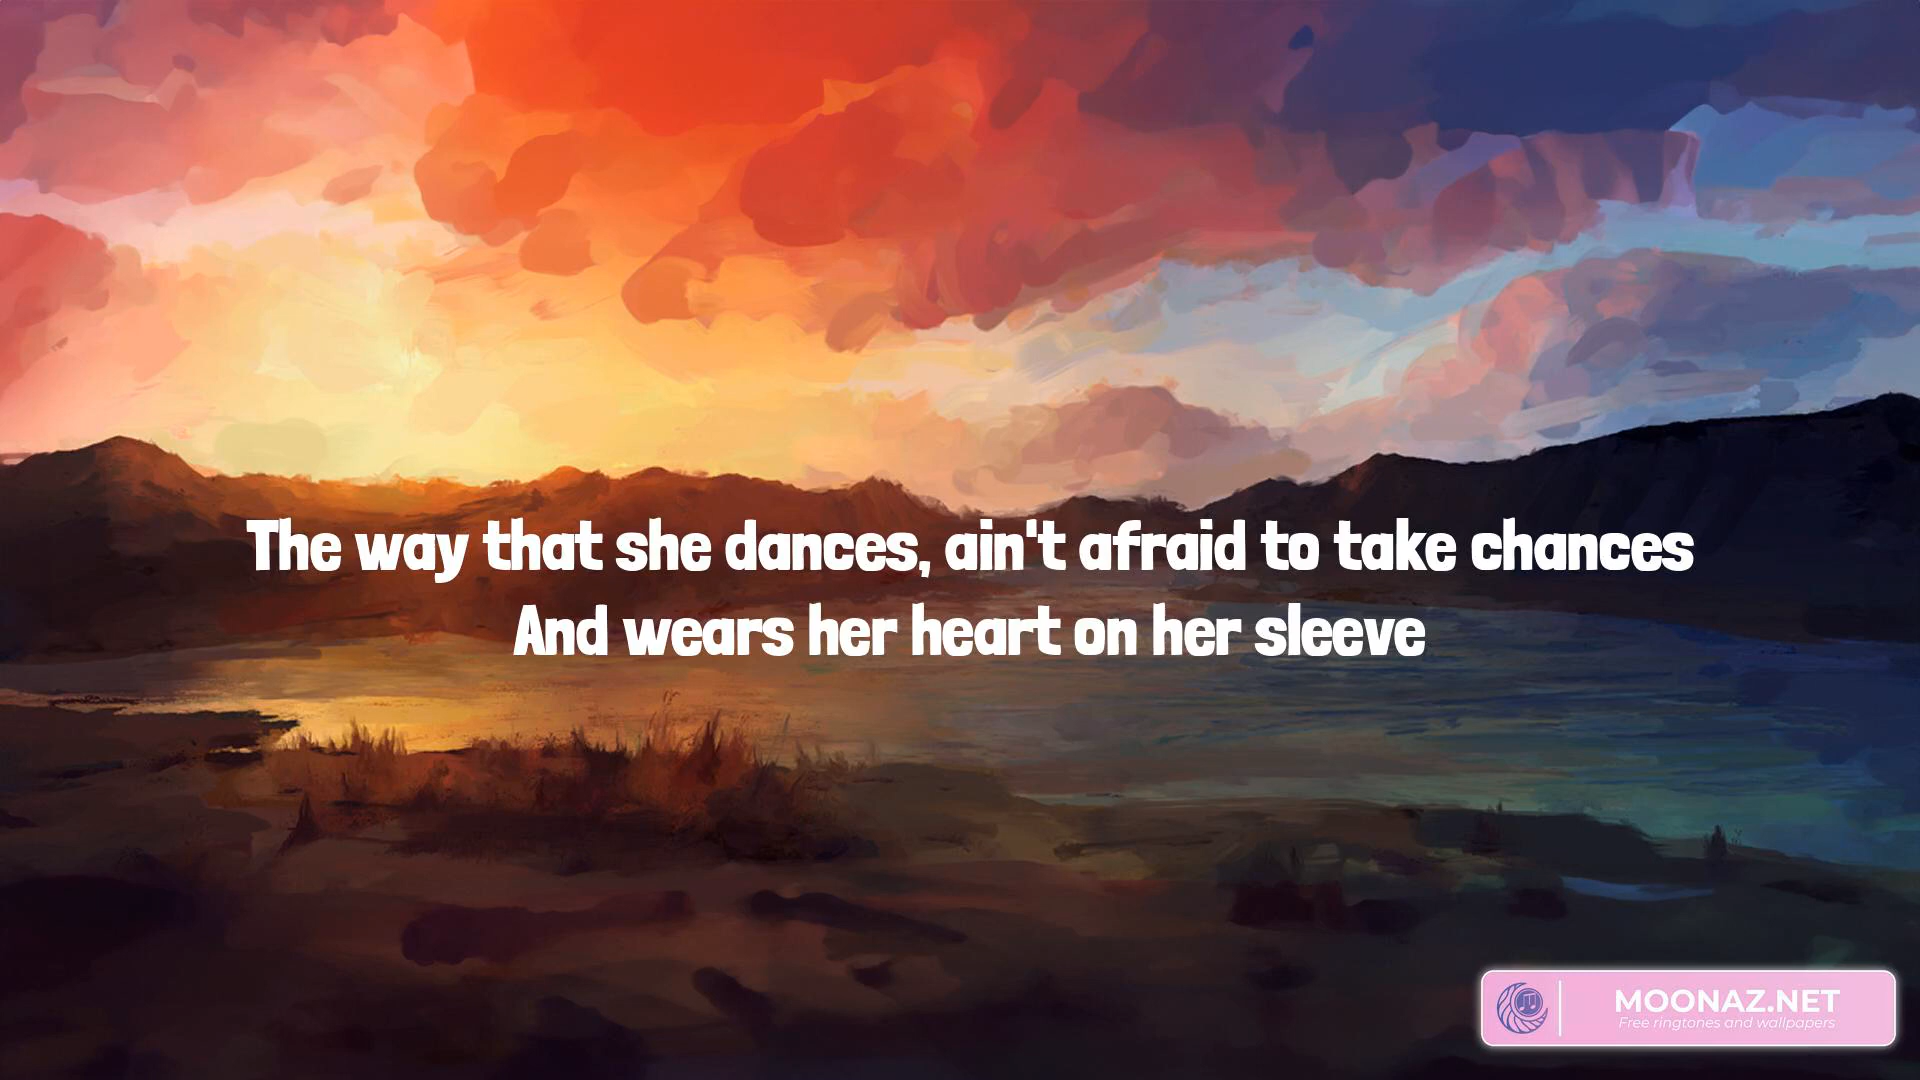 The way that she dances, ain't afraid to take chances
And wears her heart on her sleeve
MOONAZ.NET
Free ringtones and wallpapers